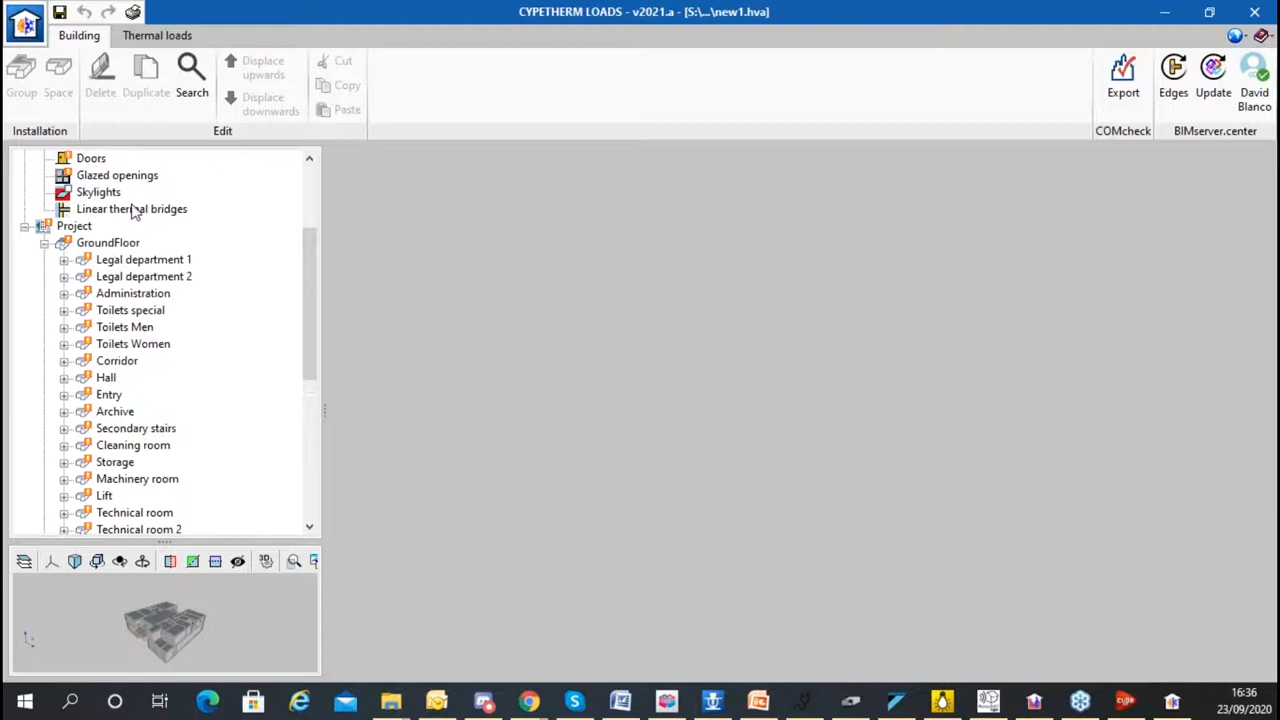 CYPETHERM LOADS - v2021.a - [S:\...\new1.hva]
Building
Thermal loads
Group
Space
Delete
Duplicate
Search
Displace
upwards
Displace
downwards
Cut
Copy
Paste
Export
Edges
Update
David
Blanco
Installation
Edit
COMcheck
BIMserver.center
Doors
Glazed openings
Skylights
Linear thermal bridges
Project
GroundFloor
Legal department 1
Legal department 2
Administration
Toilets special
Toilets Men
Toilets Women
Corridor
Hall
Entry
Archive
Secondary stairs
Cleaning room
Storage
Machinery room
Lift
Technical room
Technical room 2
3D
16:36
23/09/2020